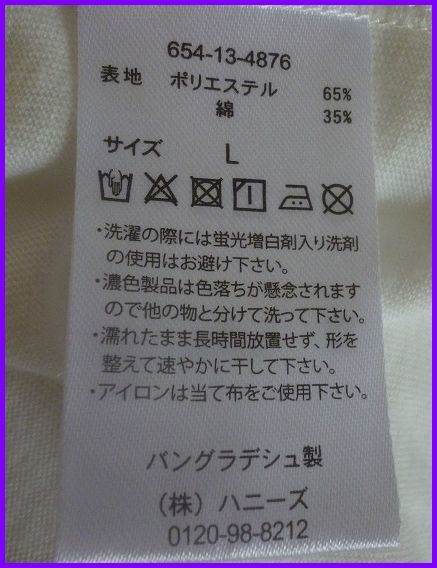 654-13-4876
表地 ポリエステル 65%
綿 35%
サイズ L
・洗濯の際には蛍光増白剤入り洗剤
の使用はお避け下さい。
・濃色製品は色落ちが懸念されます
ので他の物と分けて洗って下さい。
・濡れたまま長時間放置せず、形を
整えて速やかに干して下さい。
・アイロンは当て布をご使用下さい。
バングラデシュ製
（株）ハニーズ
0120-98-8212